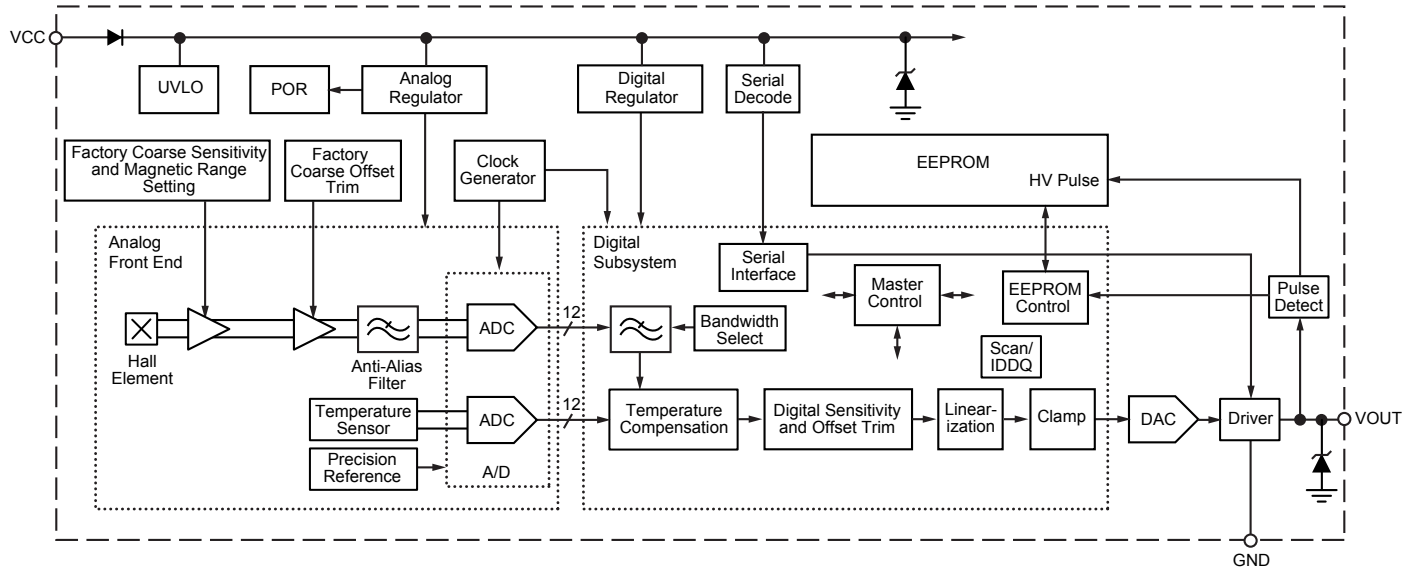 VCC
UVLO
POR
Analog
Regulator
Digital
Regulator
Serial
Decode
Factory Coarse Sensitivity
and Magnetic Range
Setting
Factory
Coarse Offset
Trim
Clock
Generator
EEPROM
HV Pulse
Analog
Front End
Digital
Subsystem
Serial
Interface
Master
Control
EEPROM
Control
Pulse
Detect
Hall
Element
Anti-Alias
Filter
ADC
12
Bandwidth
Select
Scan/
IDDQ
Temperature
Sensor
ADC
12
Temperature
Compensation
Digital Sensitivity
and Offset Trim
Linear-
ization
Clamp
DAC
Driver
VOUT
Precision
Reference
A/D
GND